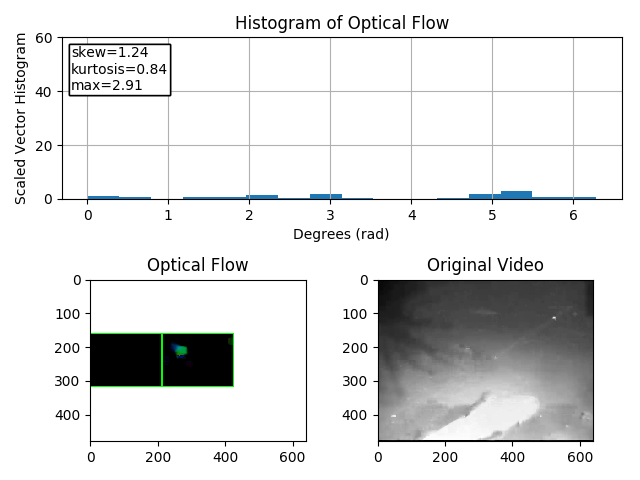 Histogram of Optical Flow
Scaled Vector Histogram
60
40
20
0
skew=1.24
kurtosis=0.84
max=2.91
0 1 2 3 4 5 6
Degrees (rad)
Optical Flow
0
100
200
300
400
0 200 400 600
Original Video
0
100
200
300
400
0 200 400 600